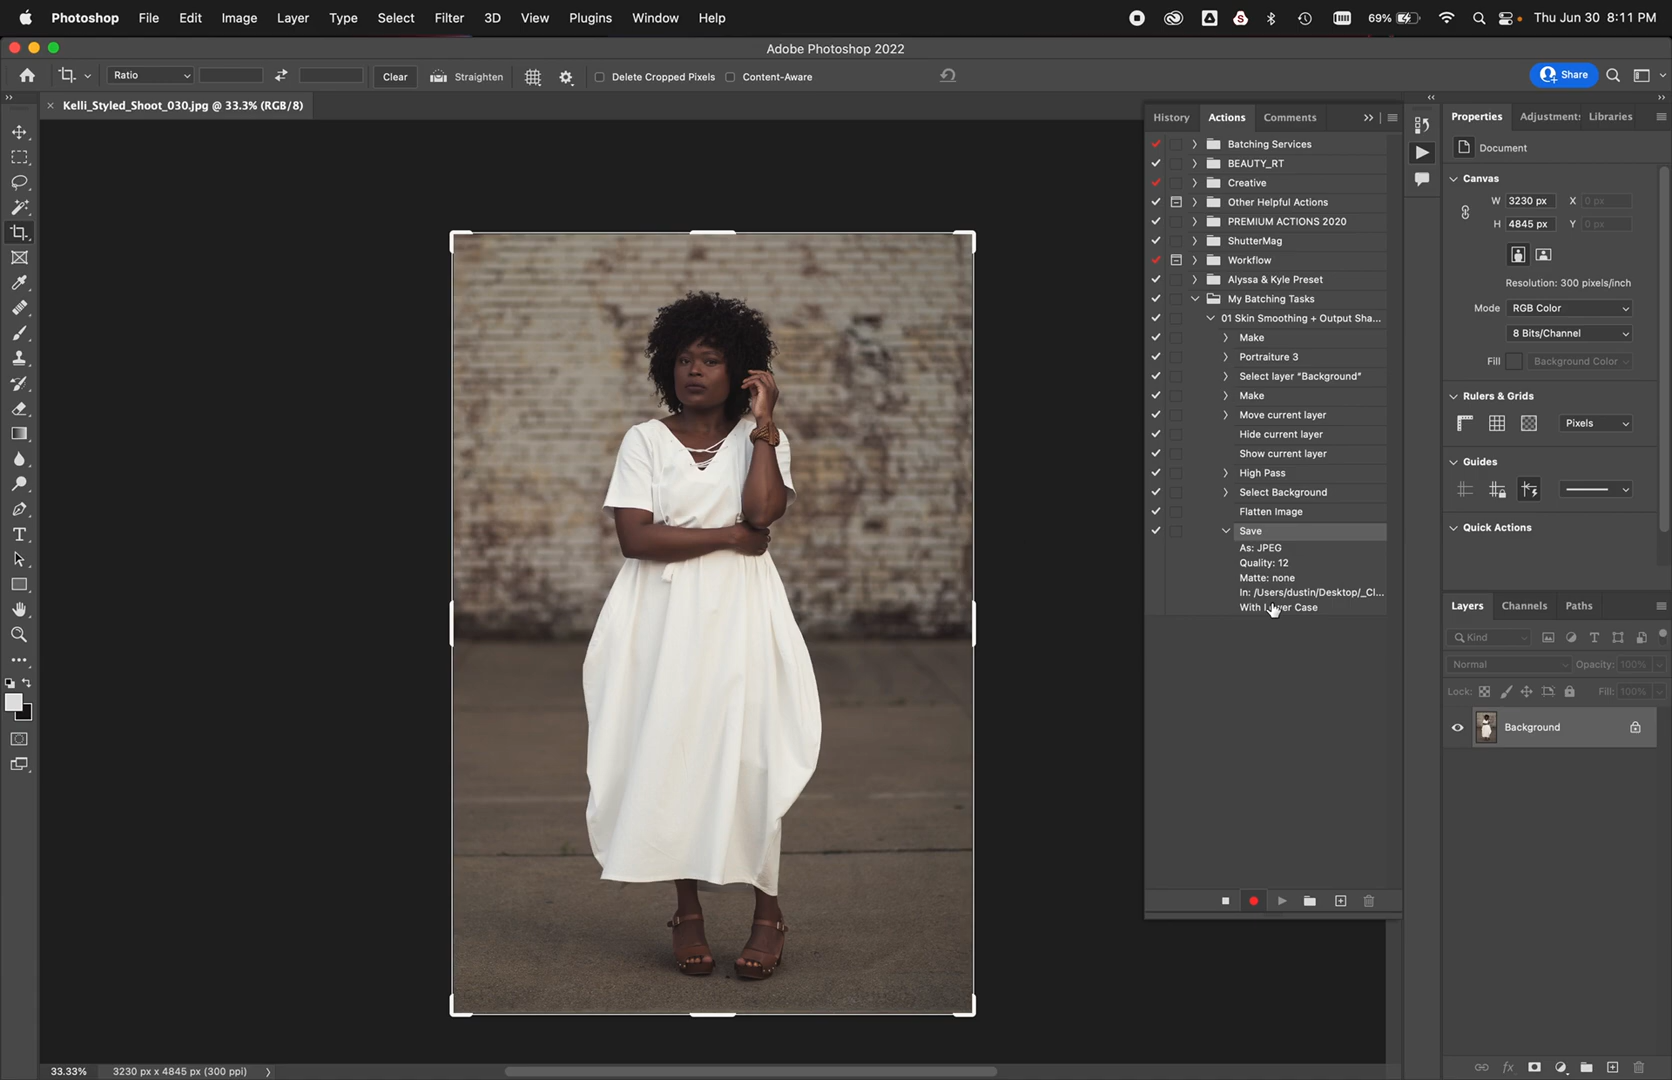 Photoshop File Edit Image Layer Type Select Filter 3D View Plugins Window Help 69% Thu Jun 30 8:11 PM
Adobe Photoshop 2022
Ratio Clear Straighten Delete Cropped Pixels Content-Aware Share
Kelli_Styled_Shoot_030.jpg @ 33.3% (RGB/8)
History Actions Comments
Batching Services
BEAUTY_RT
Creative
Other Helpful Actions
PREMIUM ACTIONS 2020
ShutterMag
Workflow
Alyssa & Kyle Preset
My Batching Tasks
01 Skin Smoothing + Output Sha...
Make
Portraiture 3
Select layer "Background"
Make
Move current layer
Hide current layer
Show current layer
High Pass
Select Background
Flatten Image
Save
As: JPEG
Quality: 12
Matte: none
In: /Users/dustin/Desktop/_Cl...
With Lower Case
Properties Adjustments Libraries
Document
Canvas
W 3230 px X 0 px
H 4845 px Y 0 px
Resolution: 300 pixels/inch
Mode RGB Color
8 Bits/Channel
Fill Background Color
Rulers & Grids
Pixels
Guides
Quick Actions
Layers Channels Paths
Kind
Normal Opacity: 100%
Lock: Fill: 100%
Background
fx
33.33% 3230 px x 4845 px (300 ppi)